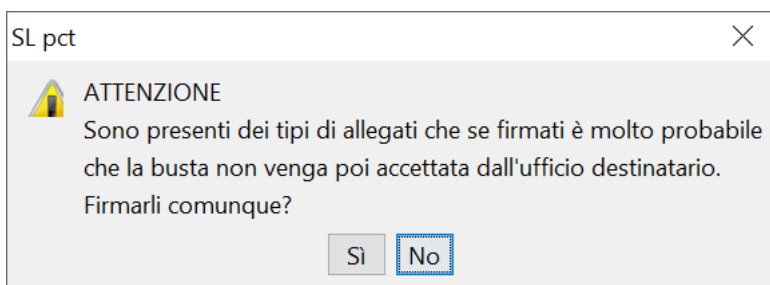 SL pct
ATTENZIONE
Sono presenti dei tipi di allegati che se firmati è molto probabile
che la busta non venga poi accettata dall'ufficio destinatario.
Firmarli comunque?
Sì No